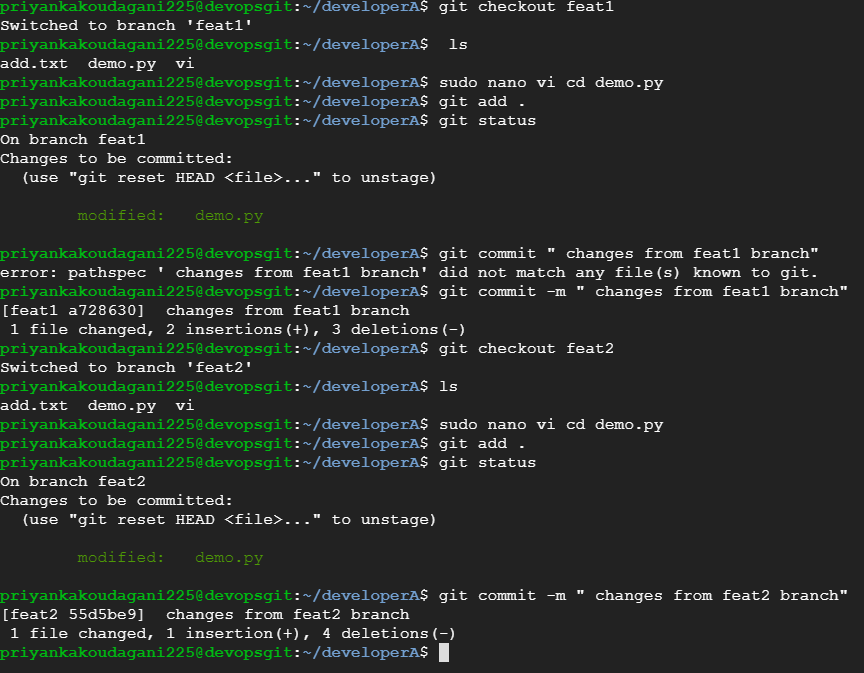 priyankakoudagani225@devopsgit:~/developerA$ git checkout feat1
Switched to branch 'feat1'
priyankakoudagani225@devopsgit:~/developerA$  ls
add.txt  demo.py  vi
priyankakoudagani225@devopsgit:~/developerA$ sudo nano vi cd demo.py
priyankakoudagani225@devopsgit:~/developerA$ git add .
priyankakoudagani225@devopsgit:~/developerA$ git status
On branch feat1
Changes to be committed:
  (use "git reset HEAD <file>..." to unstage)
        modified:   demo.py
priyankakoudagani225@devopsgit:~/developerA$ git commit " changes from feat1 branch"
error: pathspec ' changes from feat1 branch' did not match any file(s) known to git.
priyankakoudagani225@devopsgit:~/developerA$ git commit -m " changes from feat1 branch"
[feat1 a728630]  changes from feat1 branch
 1 file changed, 2 insertions(+), 3 deletions(-)
priyankakoudagani225@devopsgit:~/developerA$ git checkout feat2
Switched to branch 'feat2'
priyankakoudagani225@devopsgit:~/developerA$ ls
add.txt  demo.py  vi
priyankakoudagani225@devopsgit:~/developerA$ sudo nano vi cd demo.py
priyankakoudagani225@devopsgit:~/developerA$ git add .
priyankakoudagani225@devopsgit:~/developerA$ git status
On branch feat2
Changes to be committed:
  (use "git reset HEAD <file>..." to unstage)
        modified:   demo.py
priyankakoudagani225@devopsgit:~/developerA$ git commit -m " changes from feat2 branch"
[feat2 55d5be9]  changes from feat2 branch
 1 file changed, 1 insertion(+), 4 deletions(-)
priyankakoudagani225@devopsgit:~/developerA$